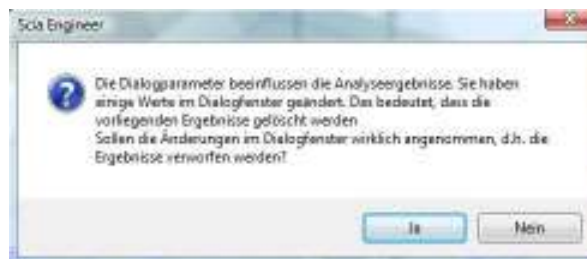 Scia Engineer
Die Dialogparameter beeinflussen die Analyseergebnisse. Sie haben
einige Werte im Dialogfenster geändert. Das bedeutet, dass die
vorliegenden Ergebnisse gelöscht werden
Sollen die Änderungen im Dialogfenster wirklich angenommen, d.h. die
Ergebnisse verworfen werden?
Ja
Nein